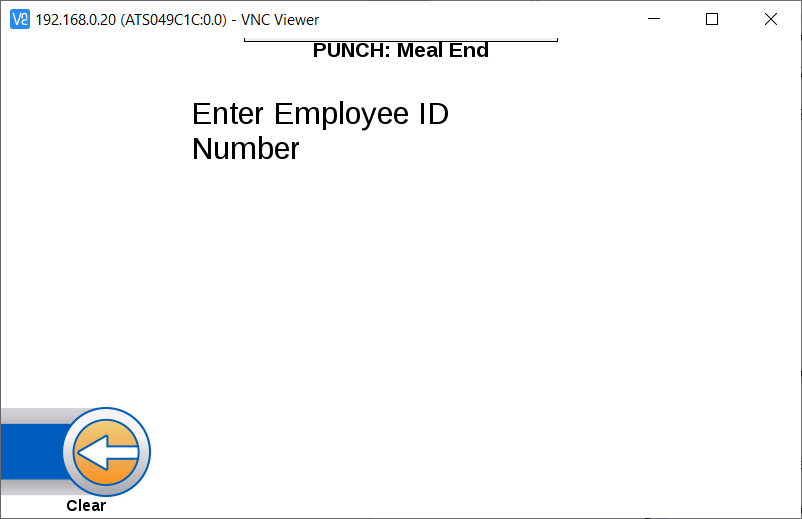 192.168.0.20 (ATS049C1C:0.0) - VNC Viewer
PUNCH: Meal End
Enter Employee ID
Number
Clear